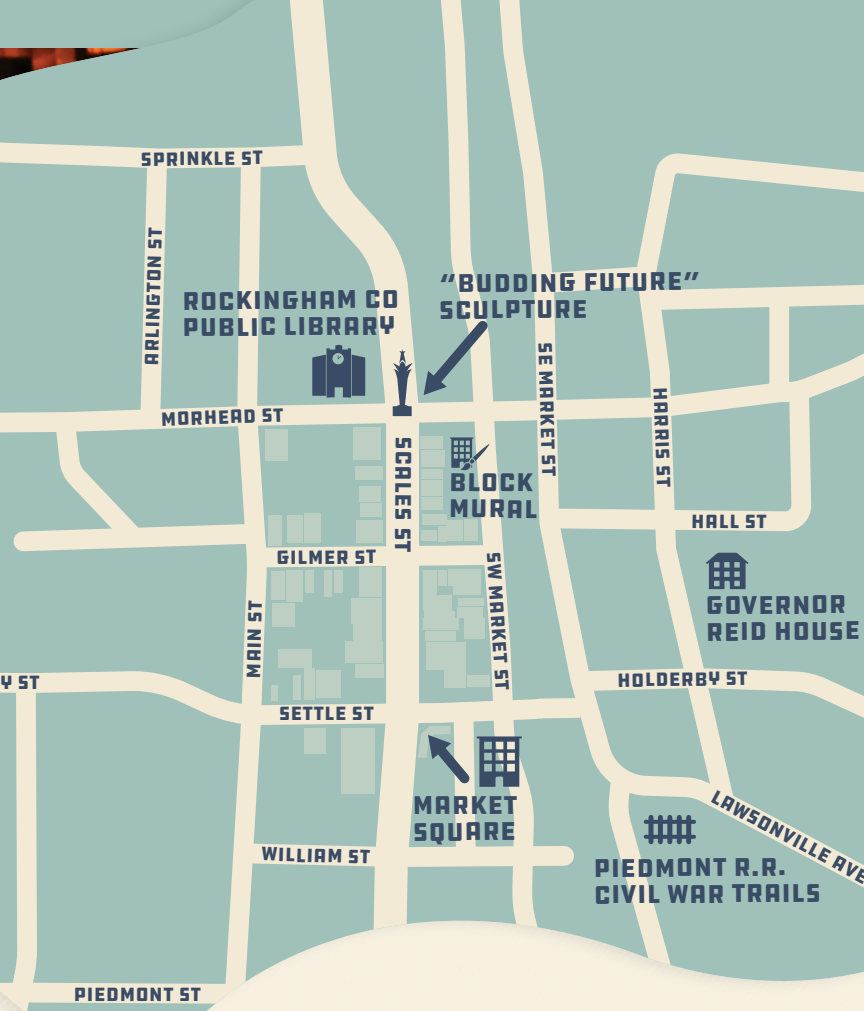 SPRINKLE ST
ARLINGTON ST
“BUDDING FUTURE”
SCULPTURE
ROCKINGHAM CO
PUBLIC LIBRARY
SE MARKET ST
HARRIS ST
MORHEAD ST
SCALES ST
BLOCK
MURAL
HALL ST
GILMER ST
SW MARKET ST
GOVERNOR
REID HOUSE
MAIN ST
Y ST
HOLDERBY ST
SETTLE ST
MARKET
SQUARE
LAWSONVILLE AVE
WILLIAM ST
PIEDMONT R.R.
CIVIL WAR TRAILS
PIEDMONT ST